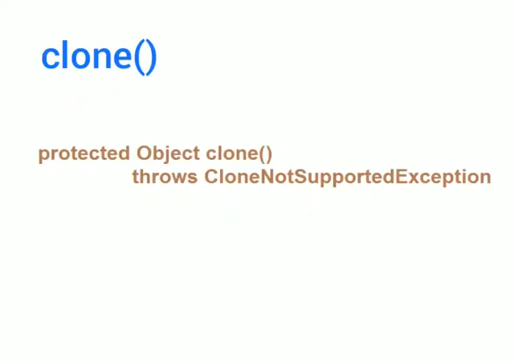 clone()
protected Object clone()
throws CloneNotSupportedException